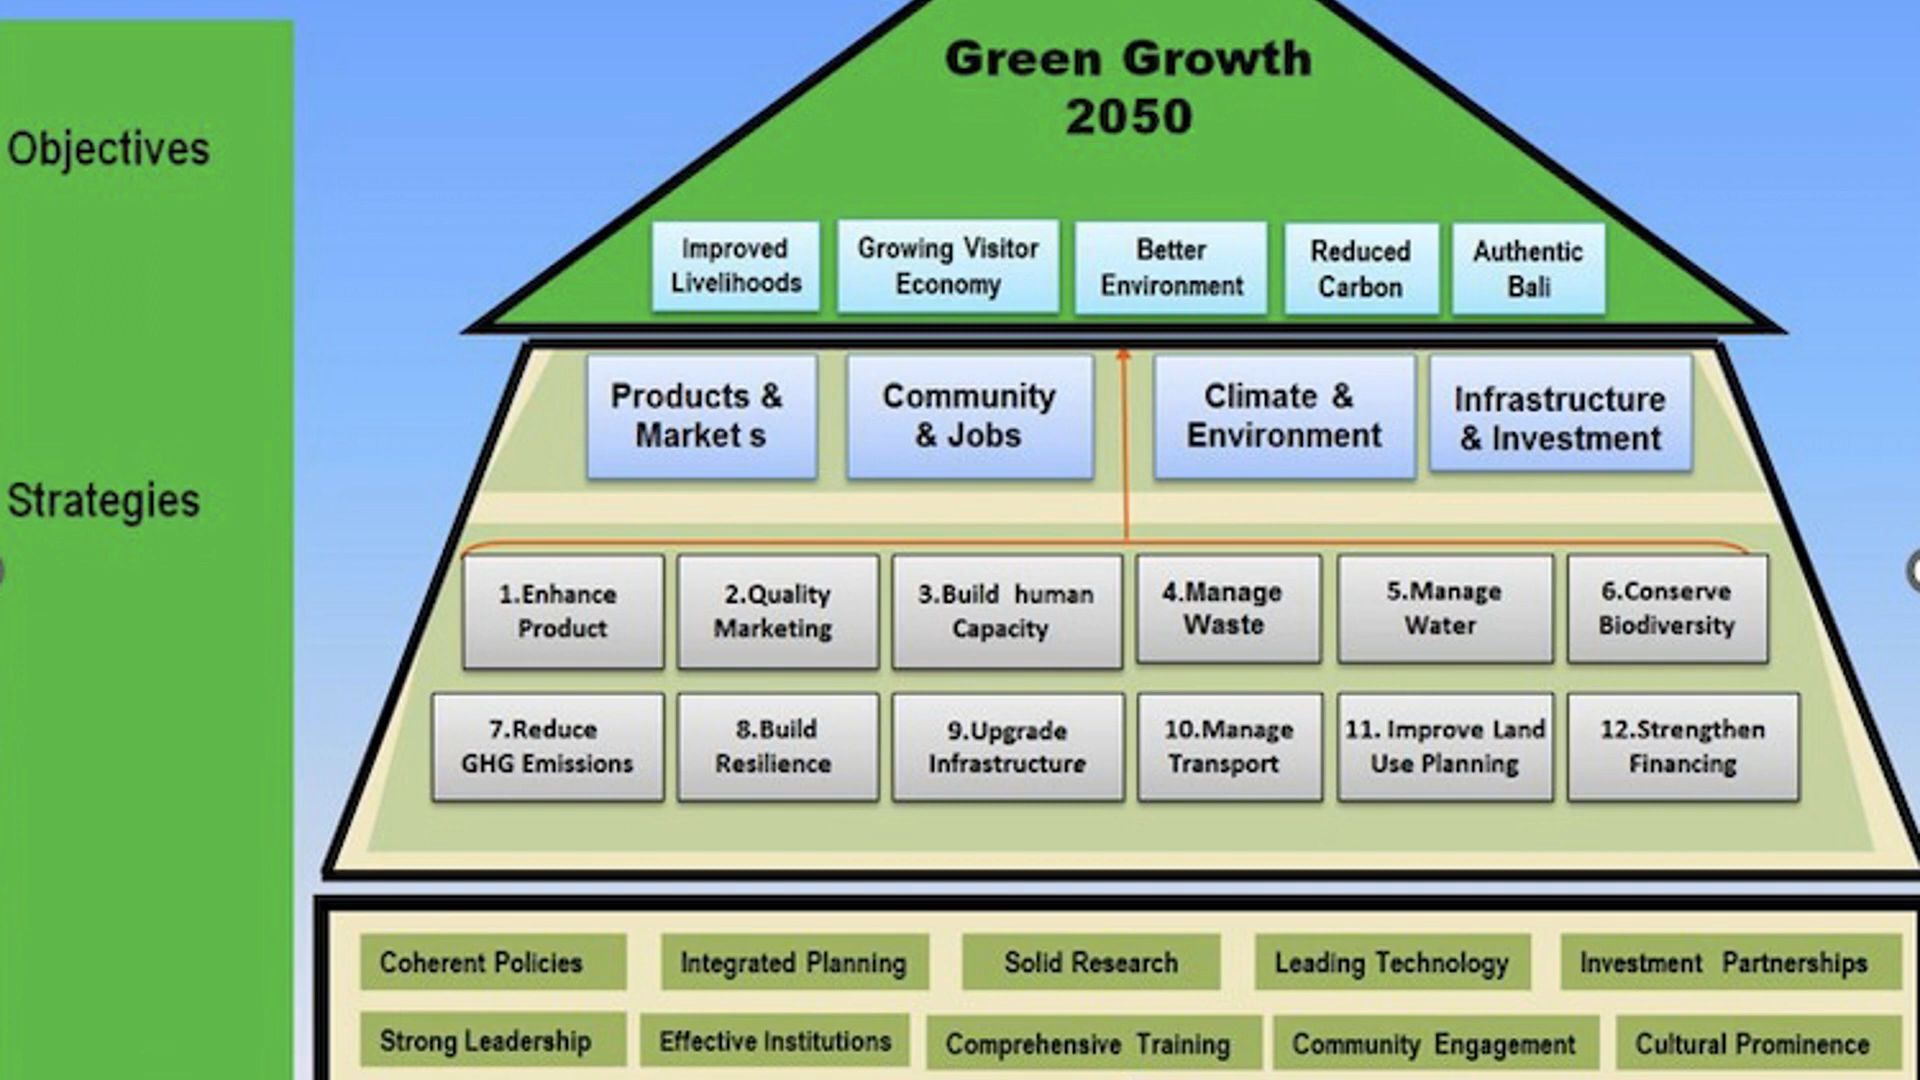 Green Growth
2050
Objectives
Improved
Livelihoods
Growing Visitor
Economy
Better
Environment
Reduced
Carbon
Authentic
Bali
Strategies
Products &
Market s
Community
& Jobs
Climate &
Environment
Infrastructure
& Investment
1.Enhance
Product
2.Quality
Marketing
3.Build human
Capacity
4.Manage
Waste
5.Manage
Water
6.Conserve
Biodiversity
7.Reduce
GHG Emissions
8.Build
Resilience
9.Upgrade
Infrastructure
10.Manage
Transport
11. Improve Land
Use Planning
12.Strengthen
Financing
Coherent Policies
Integrated Planning
Solid Research
Leading Technology
Investment Partnerships
Strong Leadership
Effective Institutions
Comprehensive Training
Community Engagement
Cultural Prominence